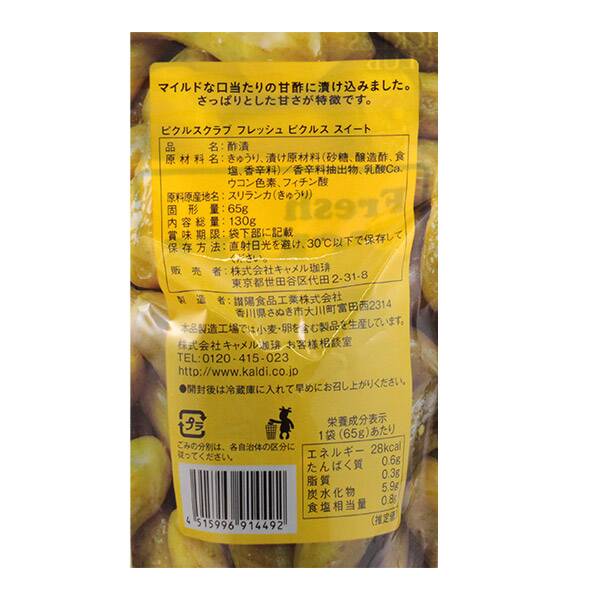 マイルドな口当たりの甘酢に漬け込みました。
さっぱりとした甘さが特徴です。
ピクルスクラブ フレッシュ ピクルス スイート
品名：酢漬
原材料名：きゅうり、漬け原材料（砂糖、醸造酢、食
塩、香辛料）／香辛料抽出物、乳酸Ca、
ウコン色素、フィチン酸
原料原産地名：スリランカ（きゅうり）
固形量：65g
内容総量：130g
賞味期限：袋下部に記載
保存方法：直射日光を避け、30℃以下で保存して
ください。
販売者：株式会社キャメル珈琲
東京都世田谷区代田2-31-8
製造者：讃陽食品工業株式会社
香川県さぬき市大川町富田西2314
本品製造工場では小麦・卵を含む製品を生産しています。
株式会社キャメル珈琲 お客様相談室
TEL：0120-415-023
http://www.kaldi.co.jp
●開封後は冷蔵庫に入れて早めにお召し上がりください。
プラ
ごみの分別は、各自治体の区分に
従ってください。
栄養成分表示
1袋（65g）あたり
エネルギー 28kcal
たんぱく質 0.6g
脂質 0.3g
炭水化物 5.9g
食塩相当量 0.8g
（推定値）
4 515996 914492
Fresh